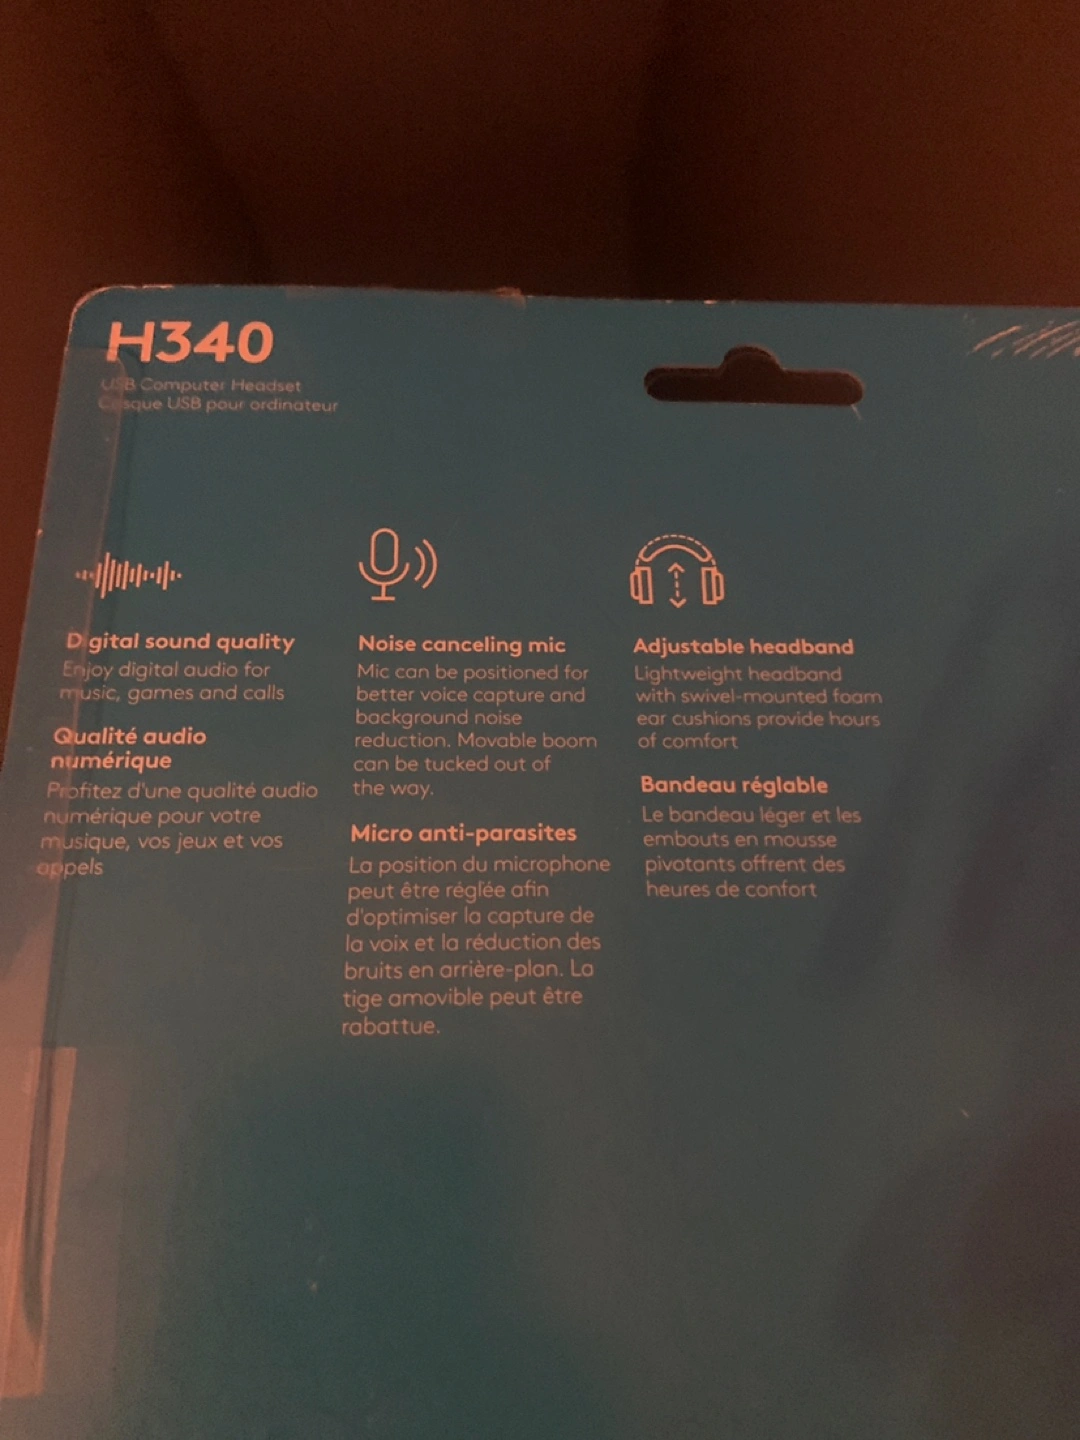 H340
USB Computer Headset
Casque USB pour ordinateur
Digital sound quality
Enjoy digital audio for
music, games and calls
Qualité audio
numérique
Profitez d'une qualité audio
numérique pour votre
musique, vos jeux et vos
appels
Noise canceling mic
Mic can be positioned for
better voice capture and
background noise
reduction. Movable boom
can be tucked out of
the way.
Micro anti-parasites
La position du microphone
peut être réglée afin
d'optimiser la capture de
la voix et la réduction des
bruits en arrière-plan. La
tige amovible peut être
rabattue.
Adjustable headband
Lightweight headband
with swivel-mounted foam
ear cushions provide hours
of comfort
Bandeau réglable
Le bandeau léger et les
embouts en mousse
pivotants offrent des
heures de confort